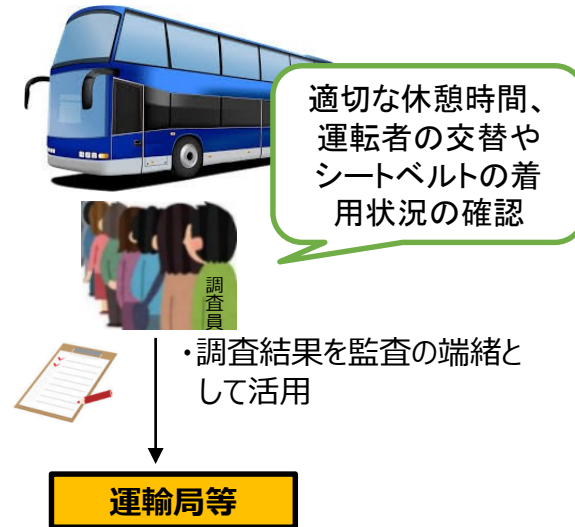 適切な休憩時間、
運転者の交替や
シートベルトの着
用状況の確認
調査員
・調査結果を監査の端緒と
して活用
運輸局等